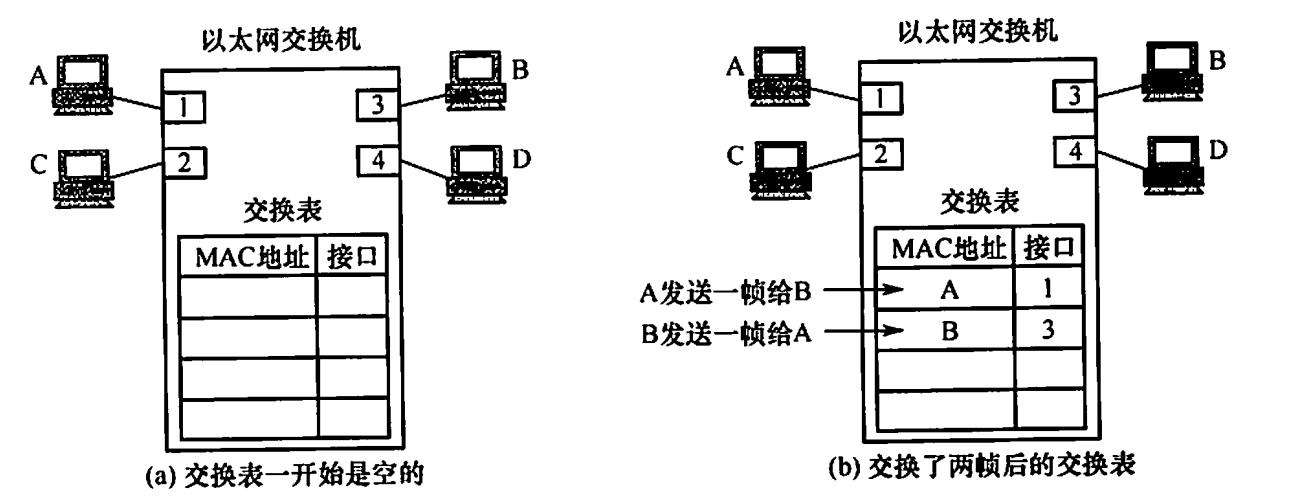 以太网交换机
A
B
1
3
C
2
4
D
交换表
MAC地址 接口
(a) 交换表一开始是空的
以太网交换机
A
B
1
3
C
2
4
D
交换表
MAC地址 接口
A发送一帧给B A 1
B发送一帧给A B 3
(b) 交换了两帧后的交换表